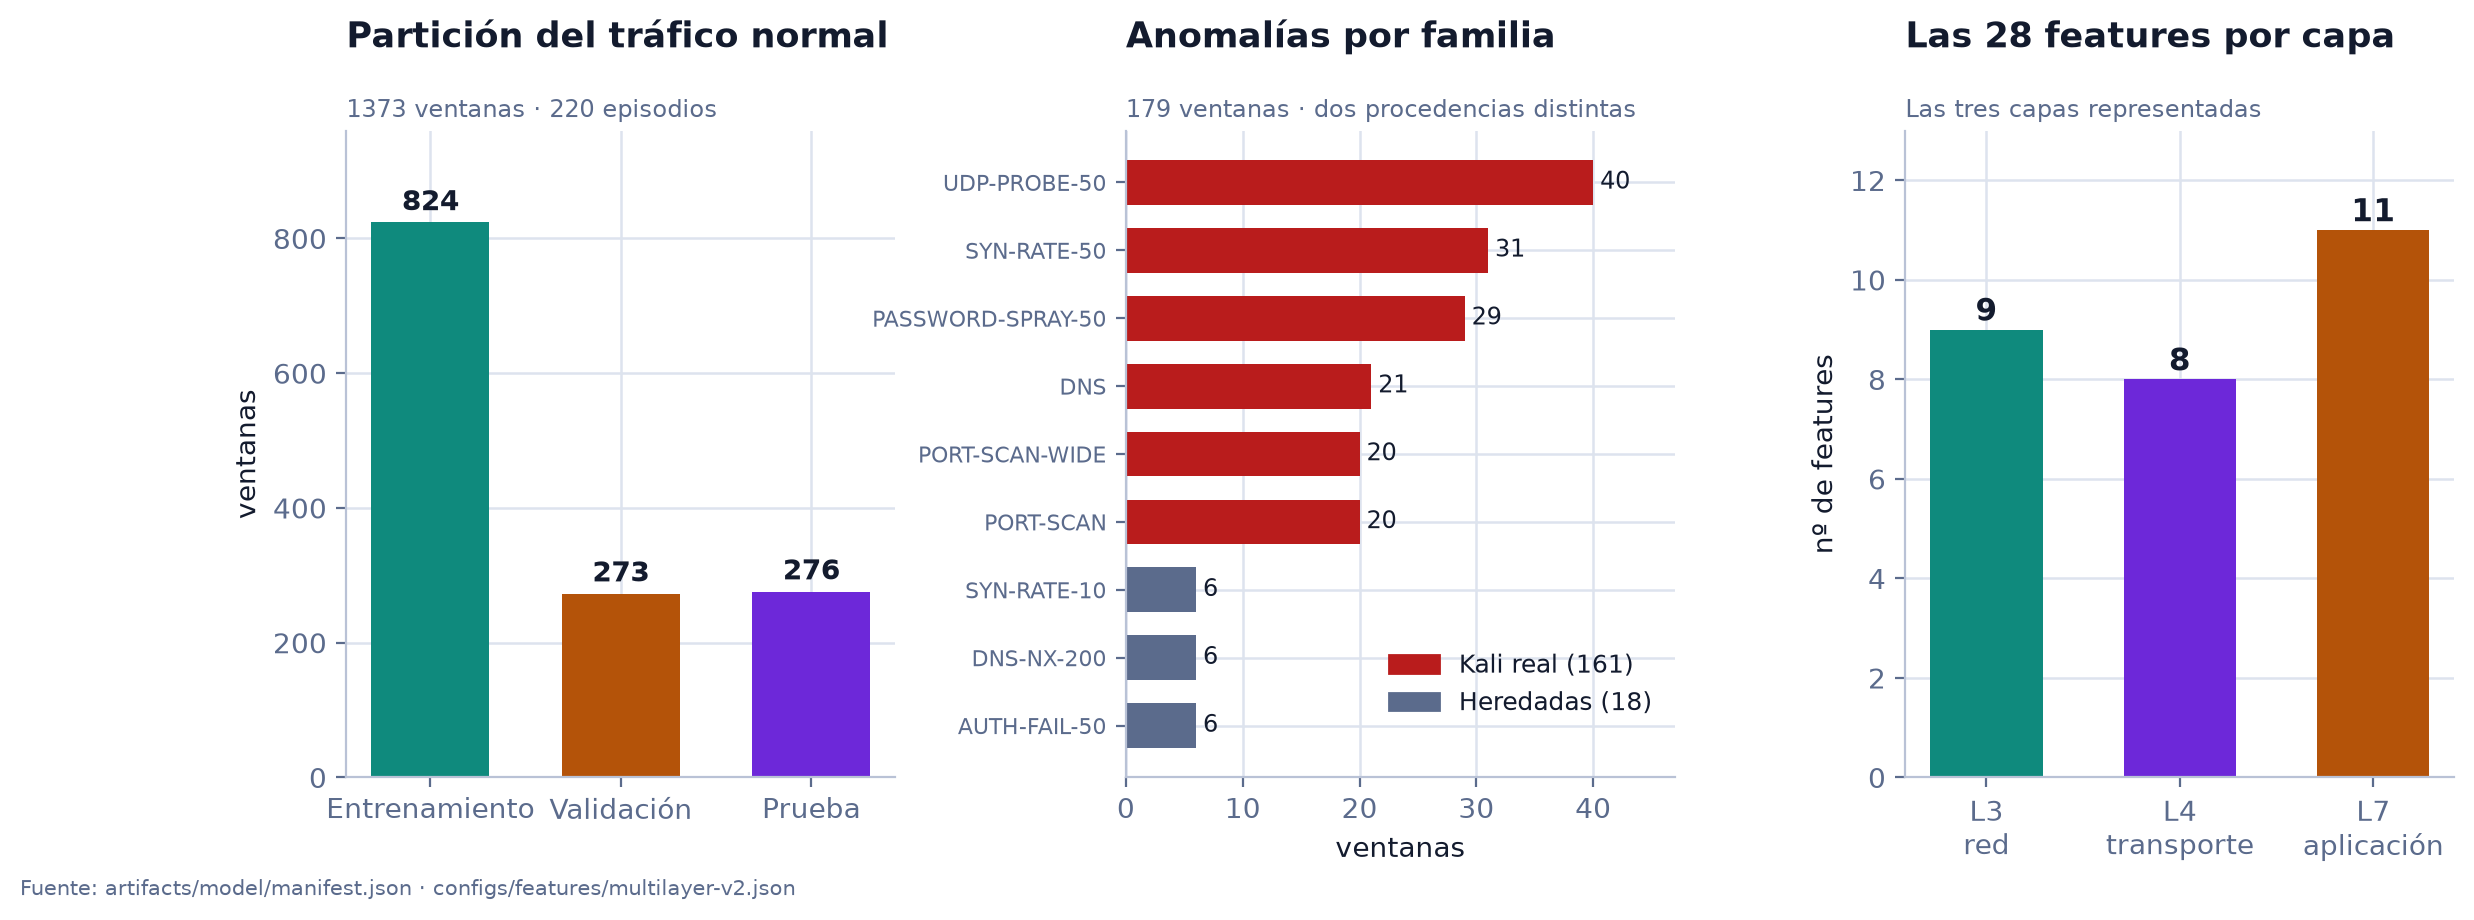 Partición del tráfico normal
1373 ventanas · 220 episodios
ventanas
800
600
400
200
0
824
273
276
Entrenamiento
Validación
Prueba
Anomalías por familia
179 ventanas · dos procedencias distintas
UDP-PROBE-50
40
SYN-RATE-50
31
PASSWORD-SPRAY-50
29
DNS
21
PORT-SCAN-WIDE
20
PORT-SCAN
20
SYN-RATE-10
6
DNS-NX-200
6
AUTH-FAIL-50
6
Kali real (161)
Heredadas (18)
0
10
20
30
40
ventanas
Las 28 features por capa
Las tres capas representadas
nº de features
12
10
8
6
4
2
0
9
8
11
L3
red
L4
transporte
L7
aplicación
Fuente: artifacts/model/manifest.json · configs/features/multilayer-v2.json